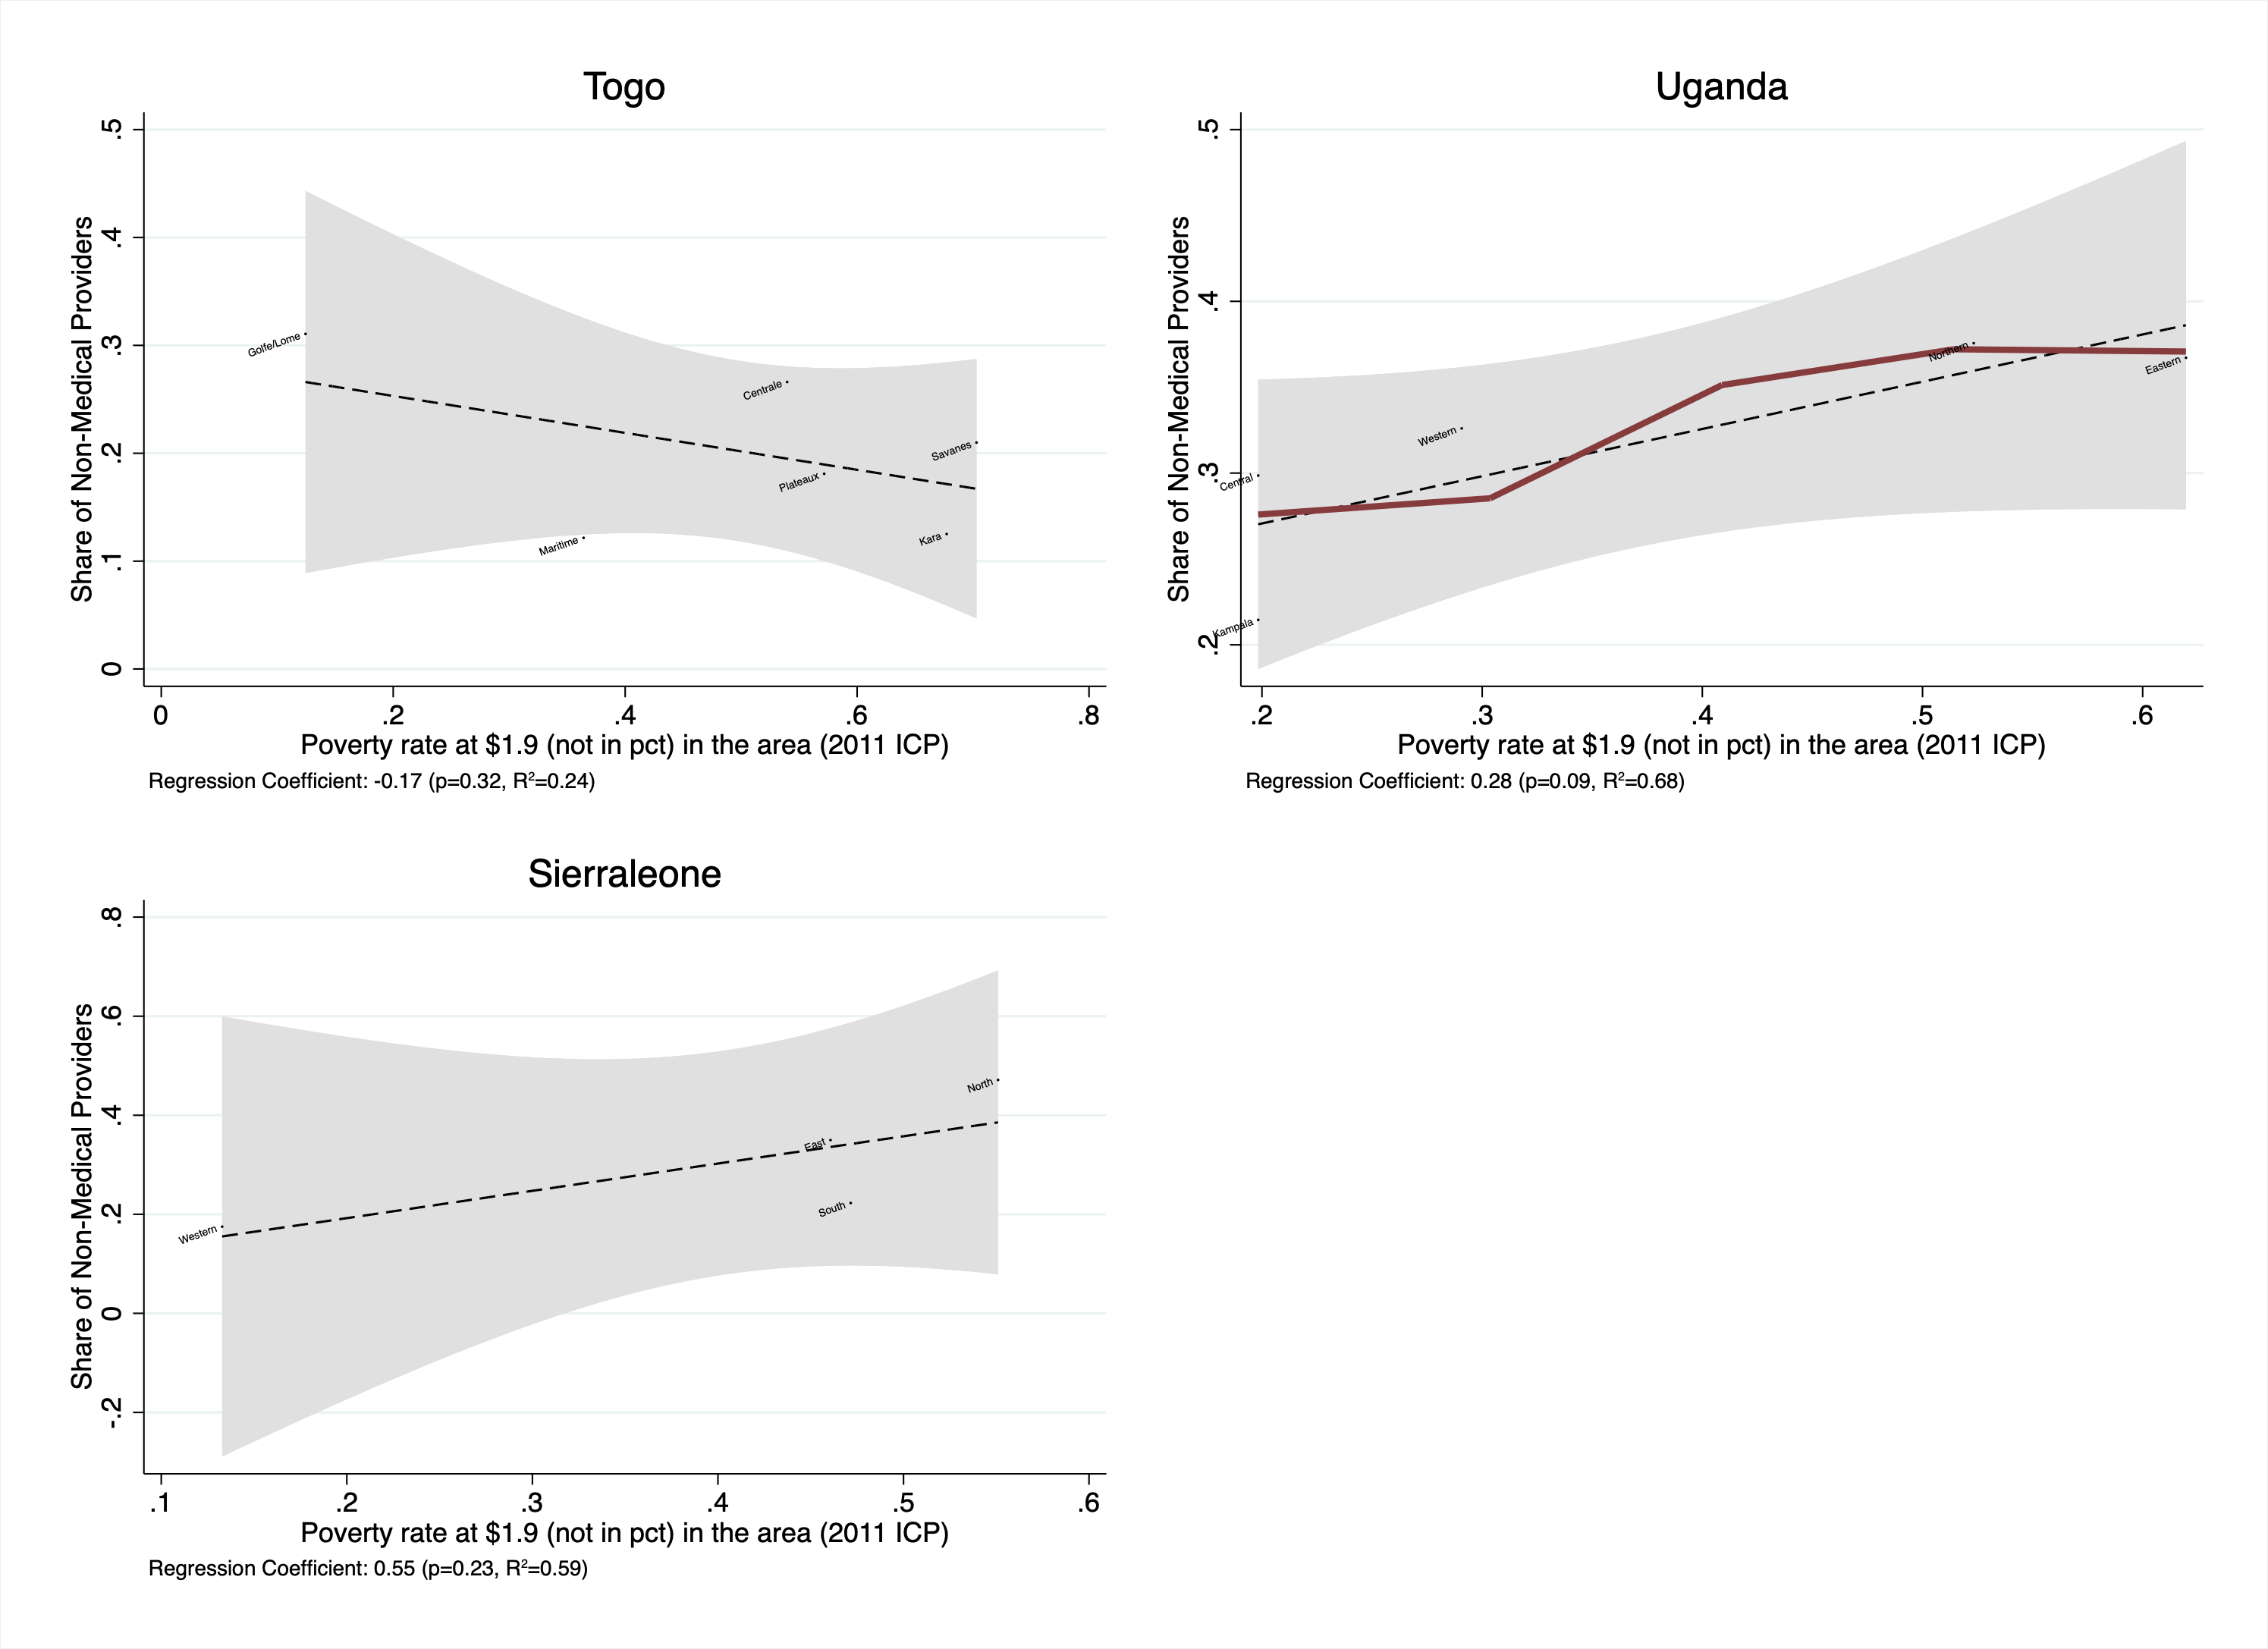 Togo
Share of Non-Medical Providers
.5
.4
.3
.2
.1
0
Golfe/Lome
Centrale
Savanes
Plateaux
Maritime
Kara
0 .2 .4 .6 .8
Poverty rate at $1.9 (not in pct) in the area (2011 ICP)
Regression Coefficient: -0.17 (p=0.32, R²=0.24)
Uganda
Share of Non-Medical Providers
.5
.4
.3
.2
Northern
Eastern
Western
Central
Kampala
.2 .3 .4 .5 .6
Poverty rate at $1.9 (not in pct) in the area (2011 ICP)
Regression Coefficient: 0.28 (p=0.09, R²=0.68)
Sierraleone
Share of Non-Medical Providers
.8
.6
.4
.2
0
-.2
North
East
South
Western
.1 .2 .3 .4 .5 .6
Poverty rate at $1.9 (not in pct) in the area (2011 ICP)
Regression Coefficient: 0.55 (p=0.23, R²=0.59)